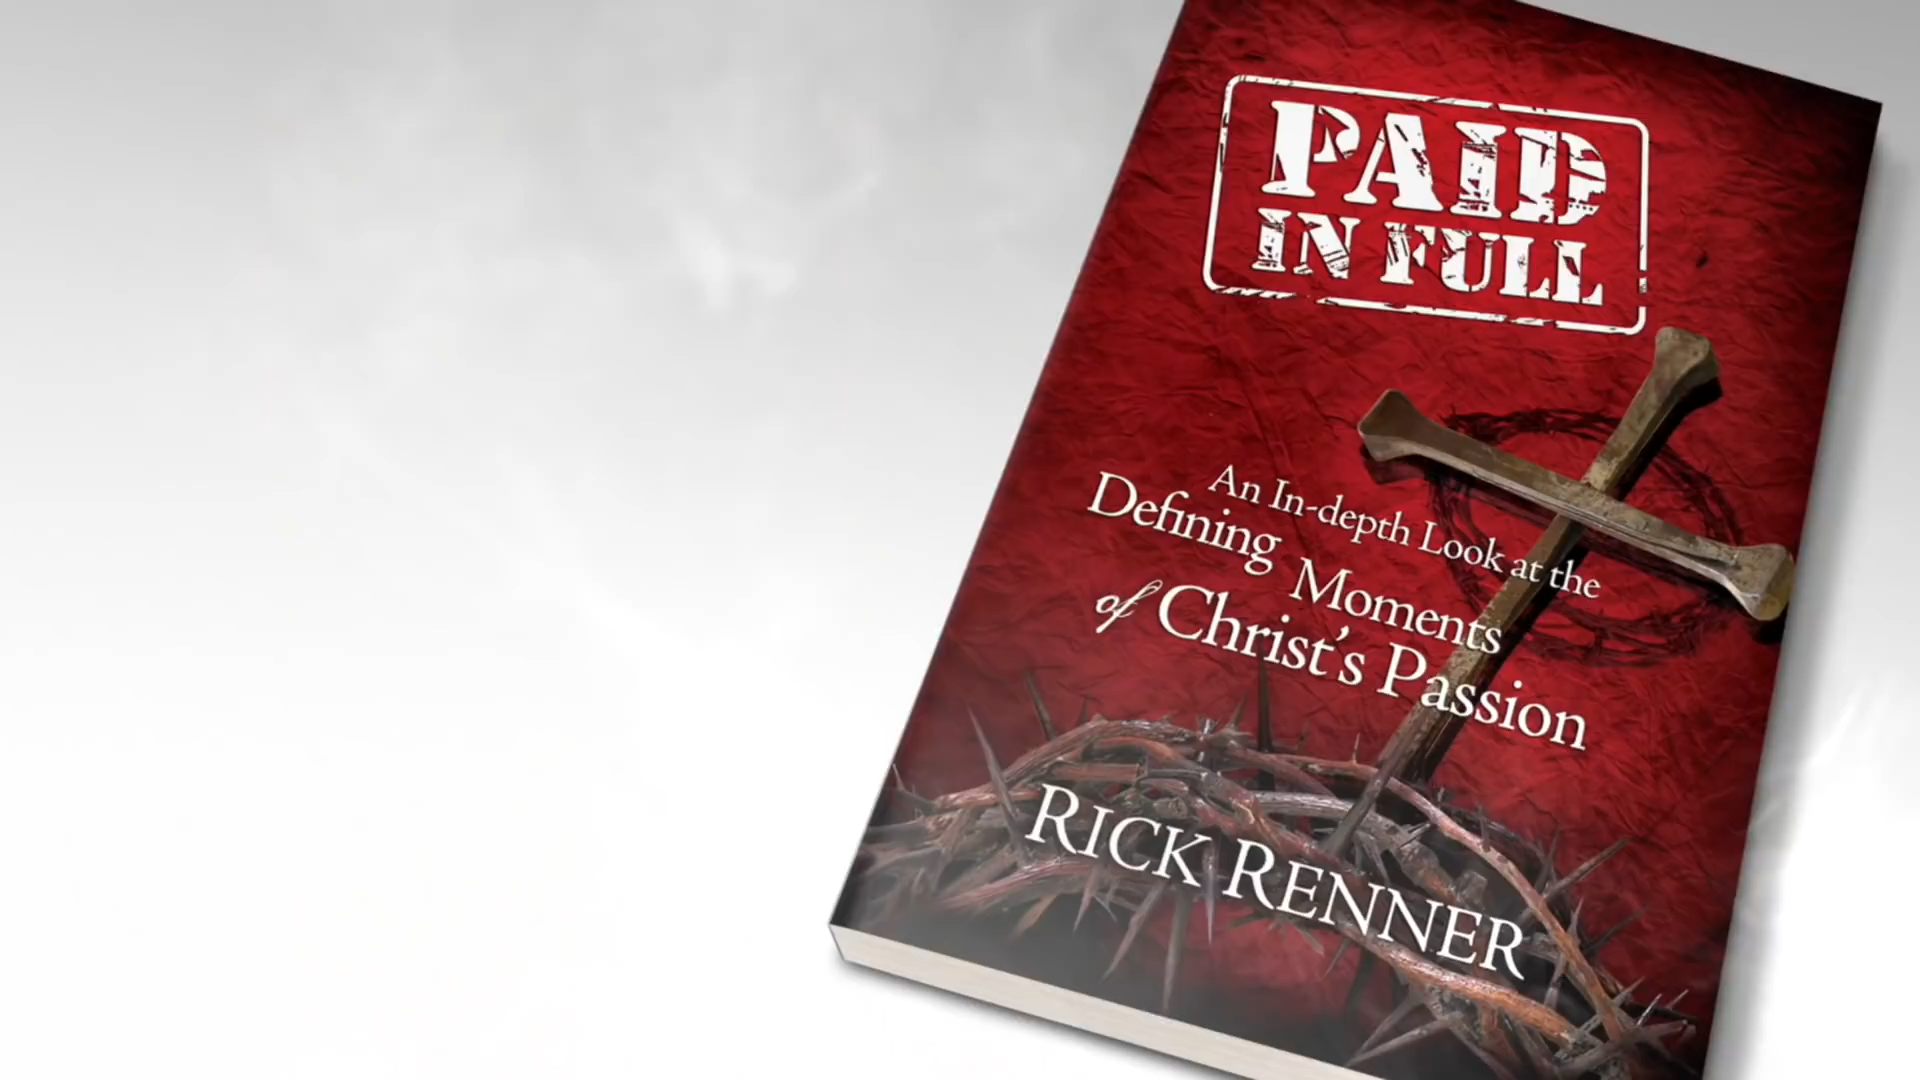 PAID
IN FULL
An In-depth Look at the
Defining Moments
of Christ's Passion
RICK RENNER